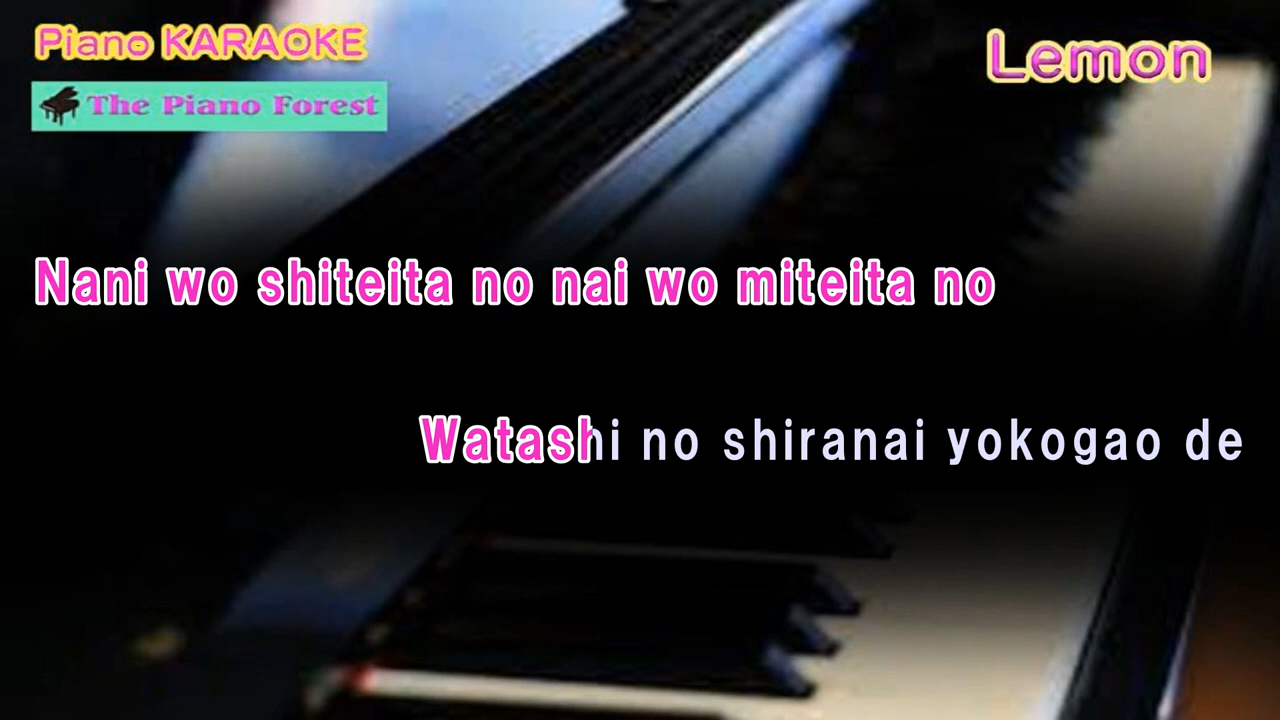 Piano KARAOKE
Lemon
The Piano Forest
Nani wo shiteita no nai wo miteita no
Watashi no shiranai yokogao de